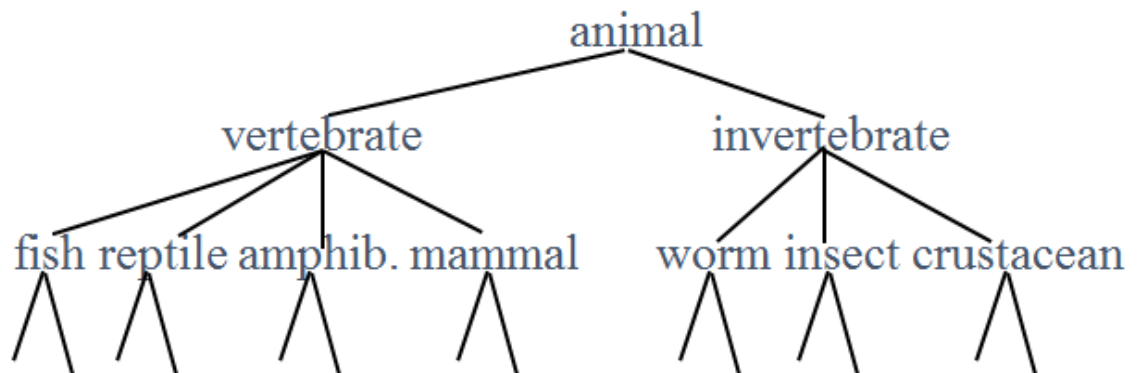 animal
vertebrate invertebrate
fish reptile amphib. mammal worm insect crustacean